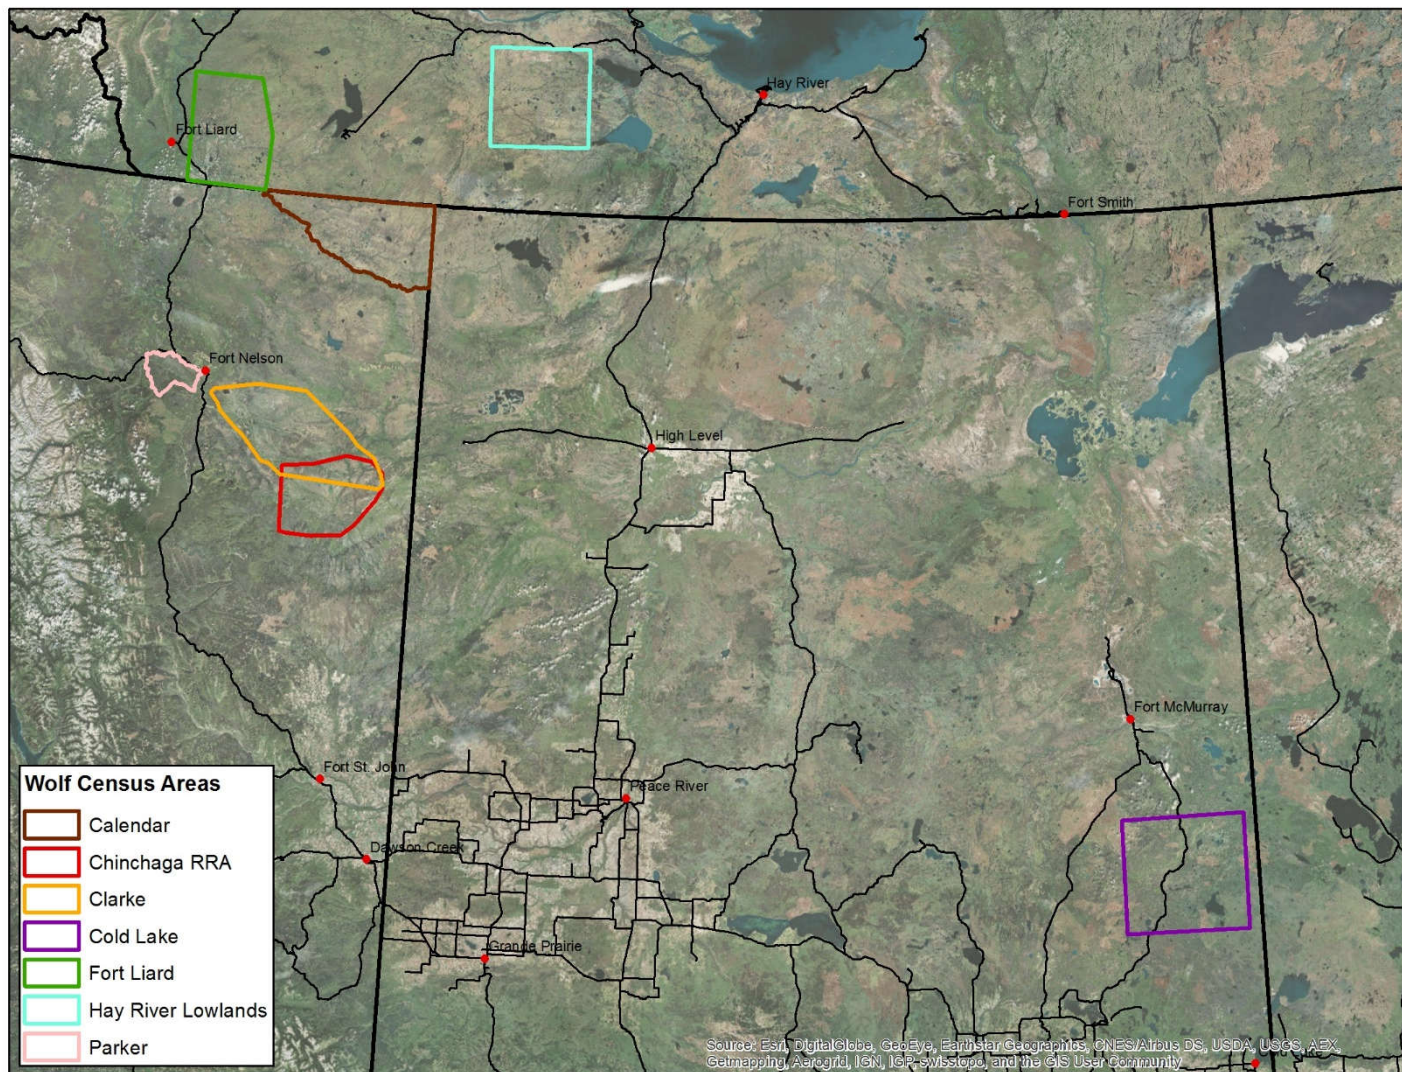 Hay River
Fort Liard
Fort Smith
Fort Nelson
High Level
Fort McMurray
Fort St. John
Peace River
Dawson Creek
Grande Prairie
Wolf Census Areas
Calendar
Chinchaga RRA
Clarke
Cold Lake
Fort Liard
Hay River Lowlands
Parker
Source: Esri, DigitalGlobe, GeoEye, Earthstar Geographics, CNES/Airbus DS, USDA, USGS, AEX,
Getmapping, Aerogrid, IGN, IGP, swisstopo, and the GIS User Community